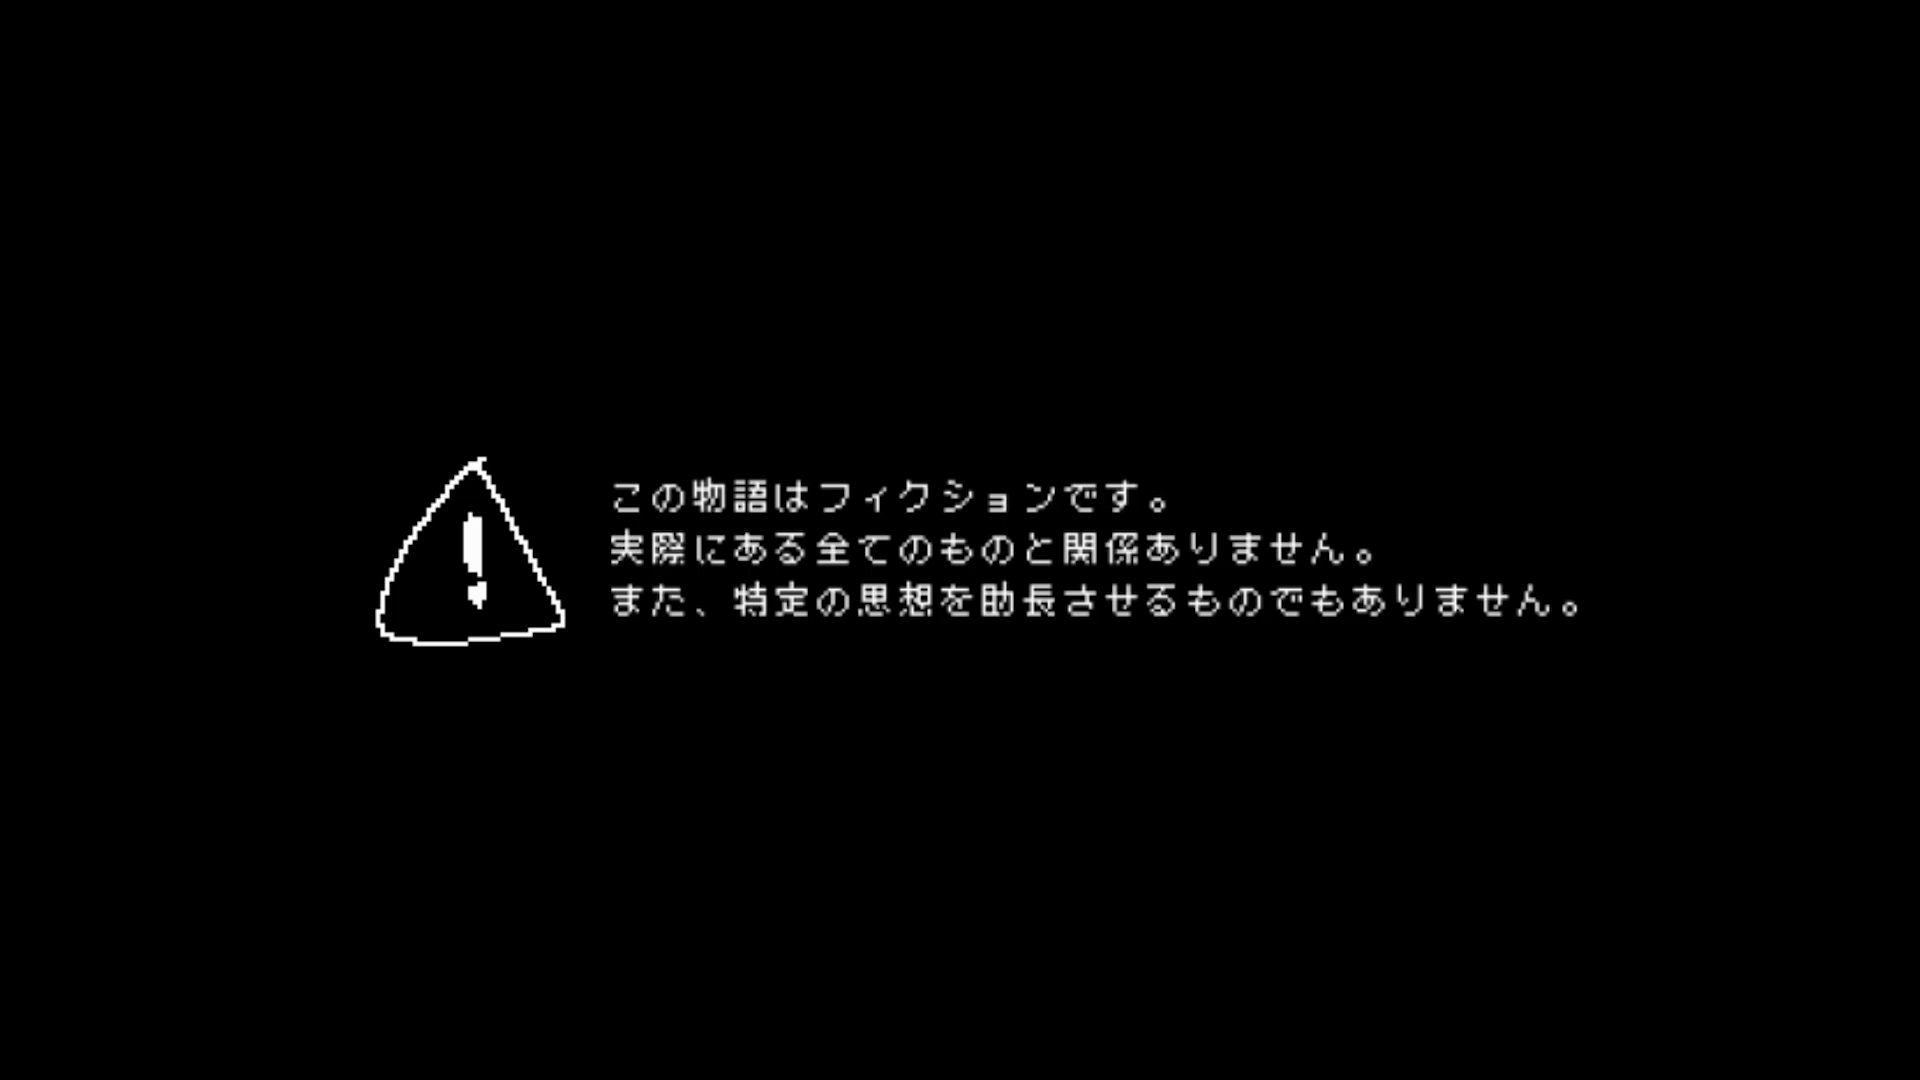 この物語はフィクションです。
実際にある全てのものと関係ありません。
また、特定の思想を助長させるものでもありません。